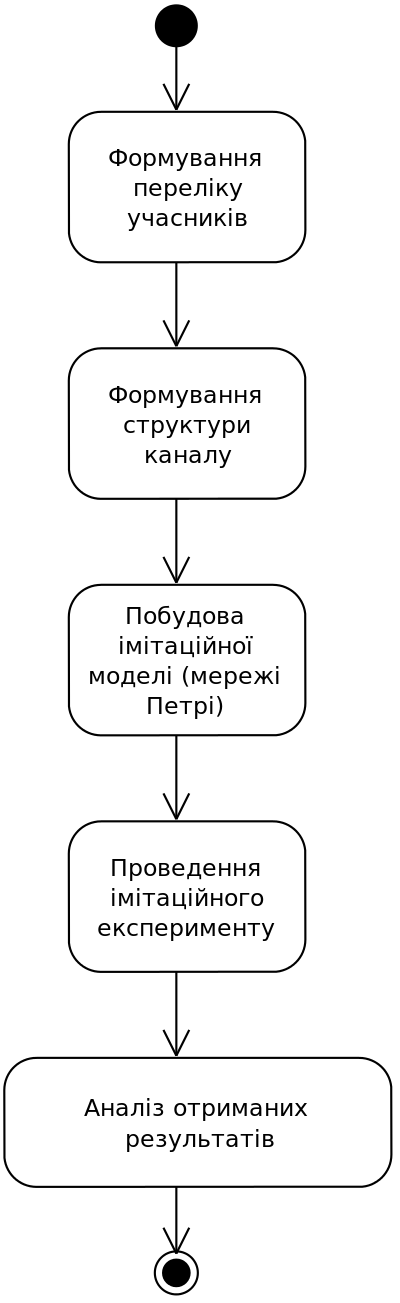 Формування
переліку
учасників
Формування
структури
каналу
Побудова
імітаційної
моделі (мережі
Петрі)
Проведення
імітаційного
експерименту
Аналіз отриманих
результатів